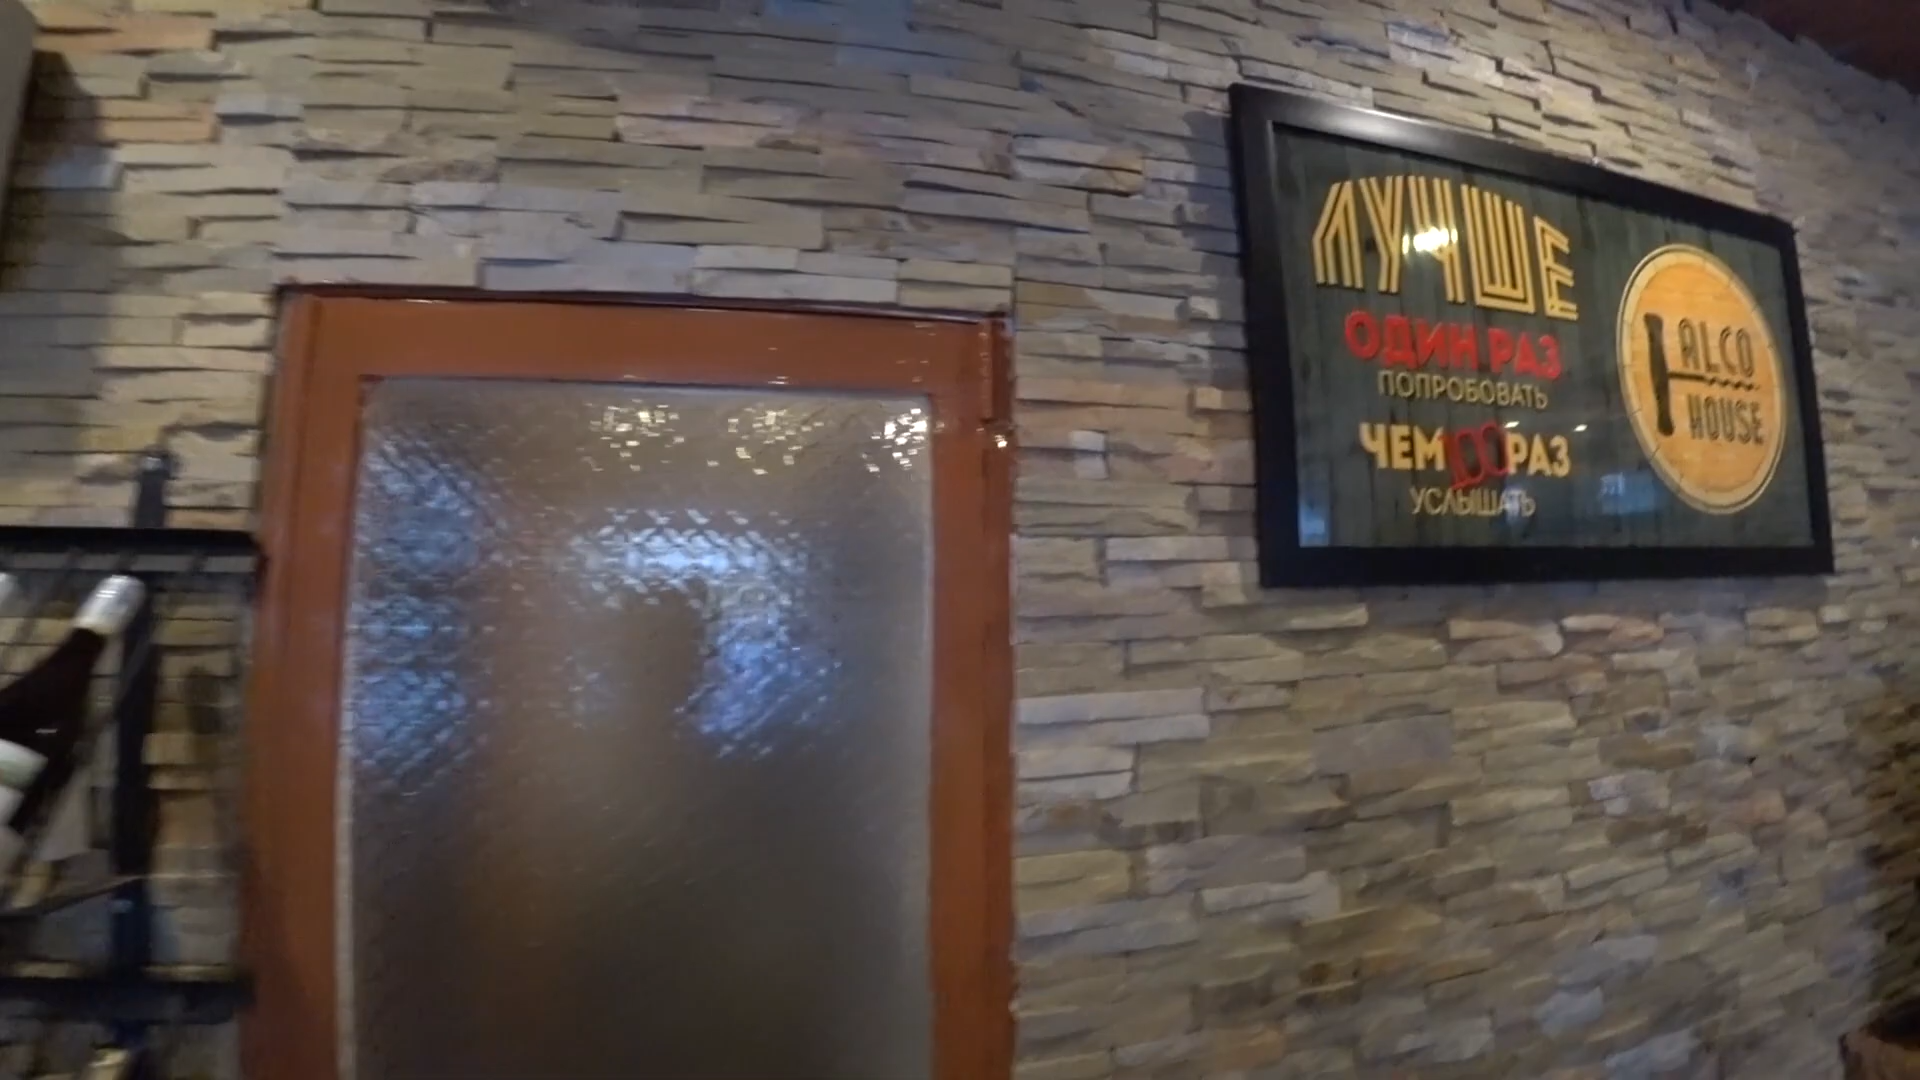 ЛУЧШЕ
ОДИН РАЗ
ПОПРОБОВАТЬ
ЧЕМ 100 РАЗ
УСЛЫШАТЬ
ALCO
HOUSE